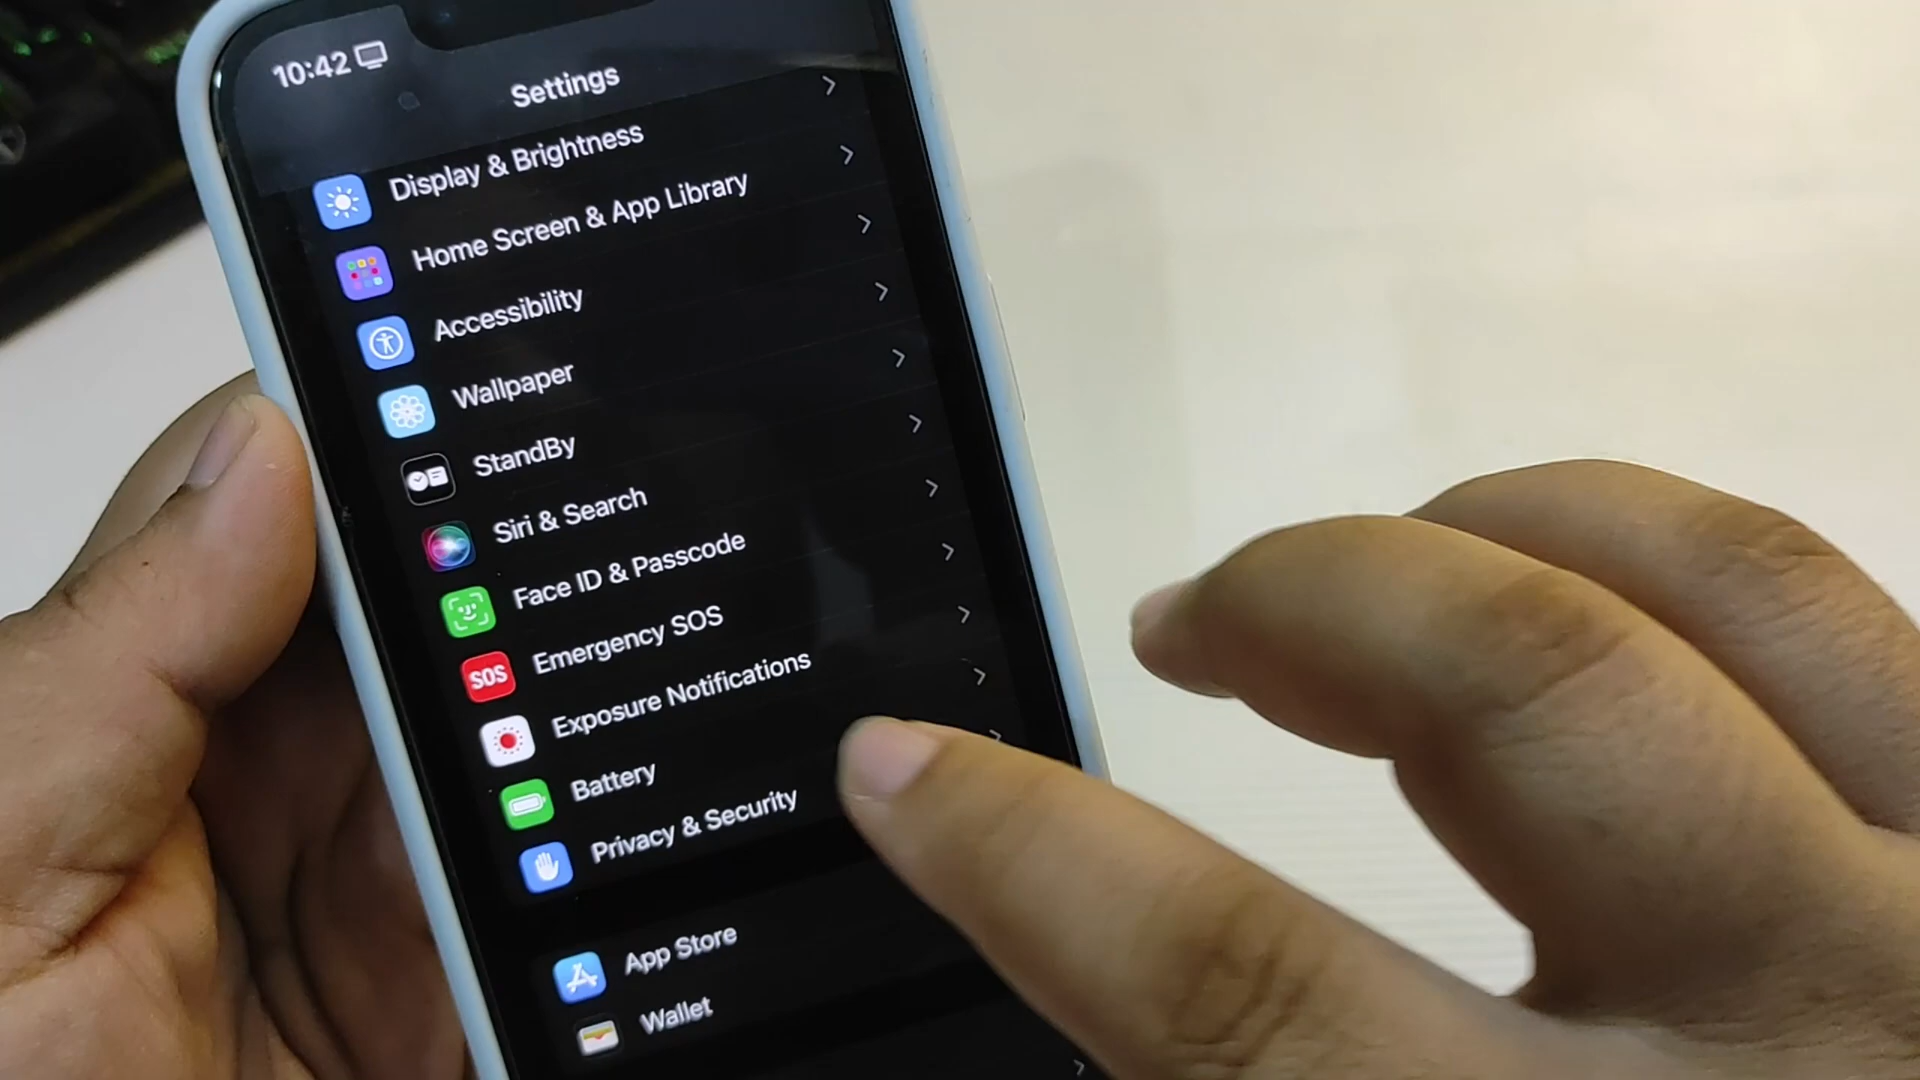 10:42
Settings
Display & Brightness
Home Screen & App Library
Accessibility
Wallpaper
StandBy
Siri & Search
Face ID & Passcode
SOS Emergency SOS
Exposure Notifications
Battery
Privacy & Security
App Store
Wallet